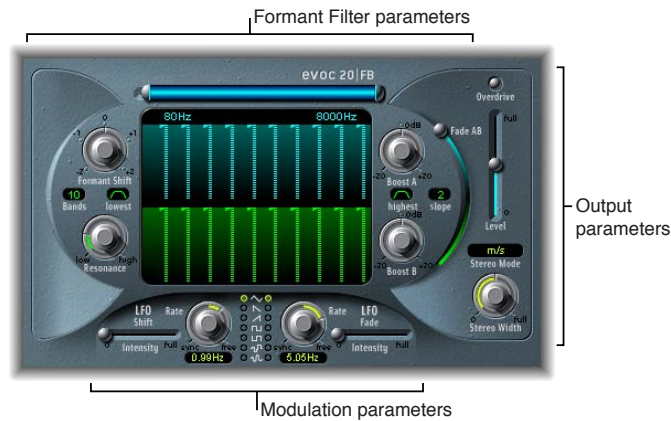 Formant Filter parameters
evoc 20|FB
80Hz 8000Hz
Overdrive
full
Fade AB
0
-1 +1
-2 +2
Formant Shift
10
Bands
lowest
low high
Resonance
0dB
-20 +20
Boost A
highest
2
slope
0dB
-20 +20
Boost B
0
Level
m/s
Stereo Mode
0 full
Stereo Width
Output
parameters
LFO
Shift
Rate
0 full
Intensity
sync free
0.99Hz
Rate
LFO
Fade
sync free
5.05Hz
0 full
Intensity
Modulation parameters